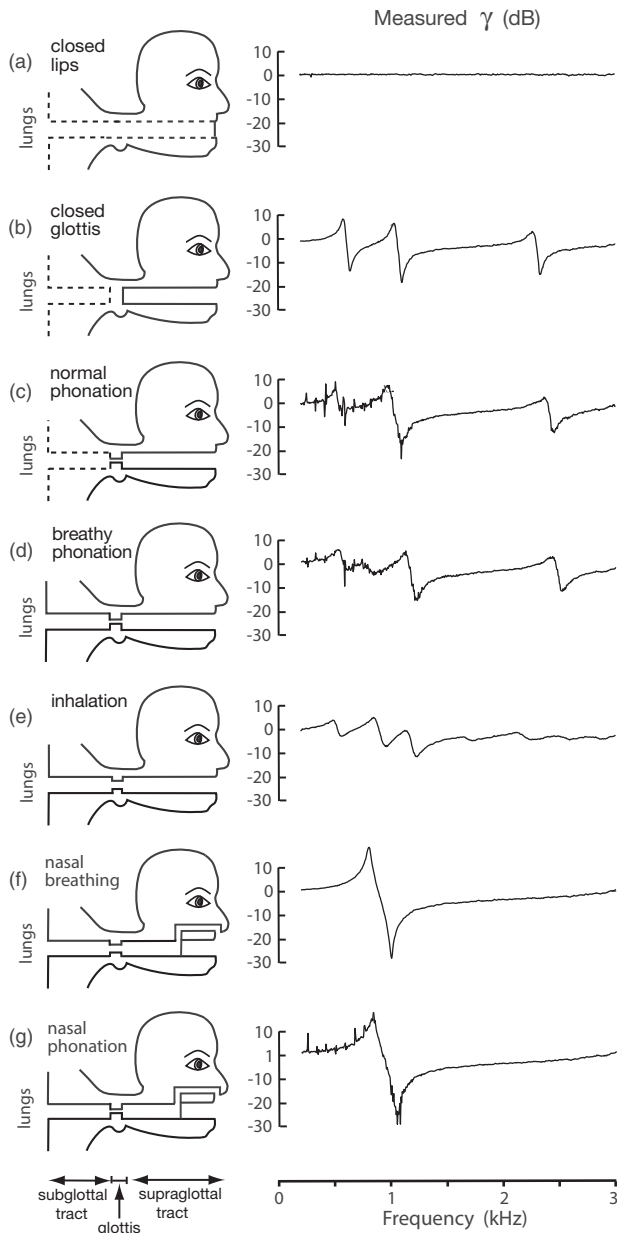 Measured γ (dB)
(a)
closed
lips
lungs
10
0
-10
-20
-30
(b)
closed
glottis
lungs
10
0
-10
-20
-30
(c)
normal
phonation
lungs
10
0
-10
-20
-30
(d)
breathy
phonation
lungs
10
0
-10
-20
-30
(e)
inhalation
lungs
10
0
-10
-20
-30
(f)
nasal
breathing
lungs
10
0
-10
-20
-30
(g)
nasal
phonation
lungs
10
1
-10
-20
-30
subglottal
tract
glottis
supraglottal
tract
0
1
2
3
Frequency (kHz)